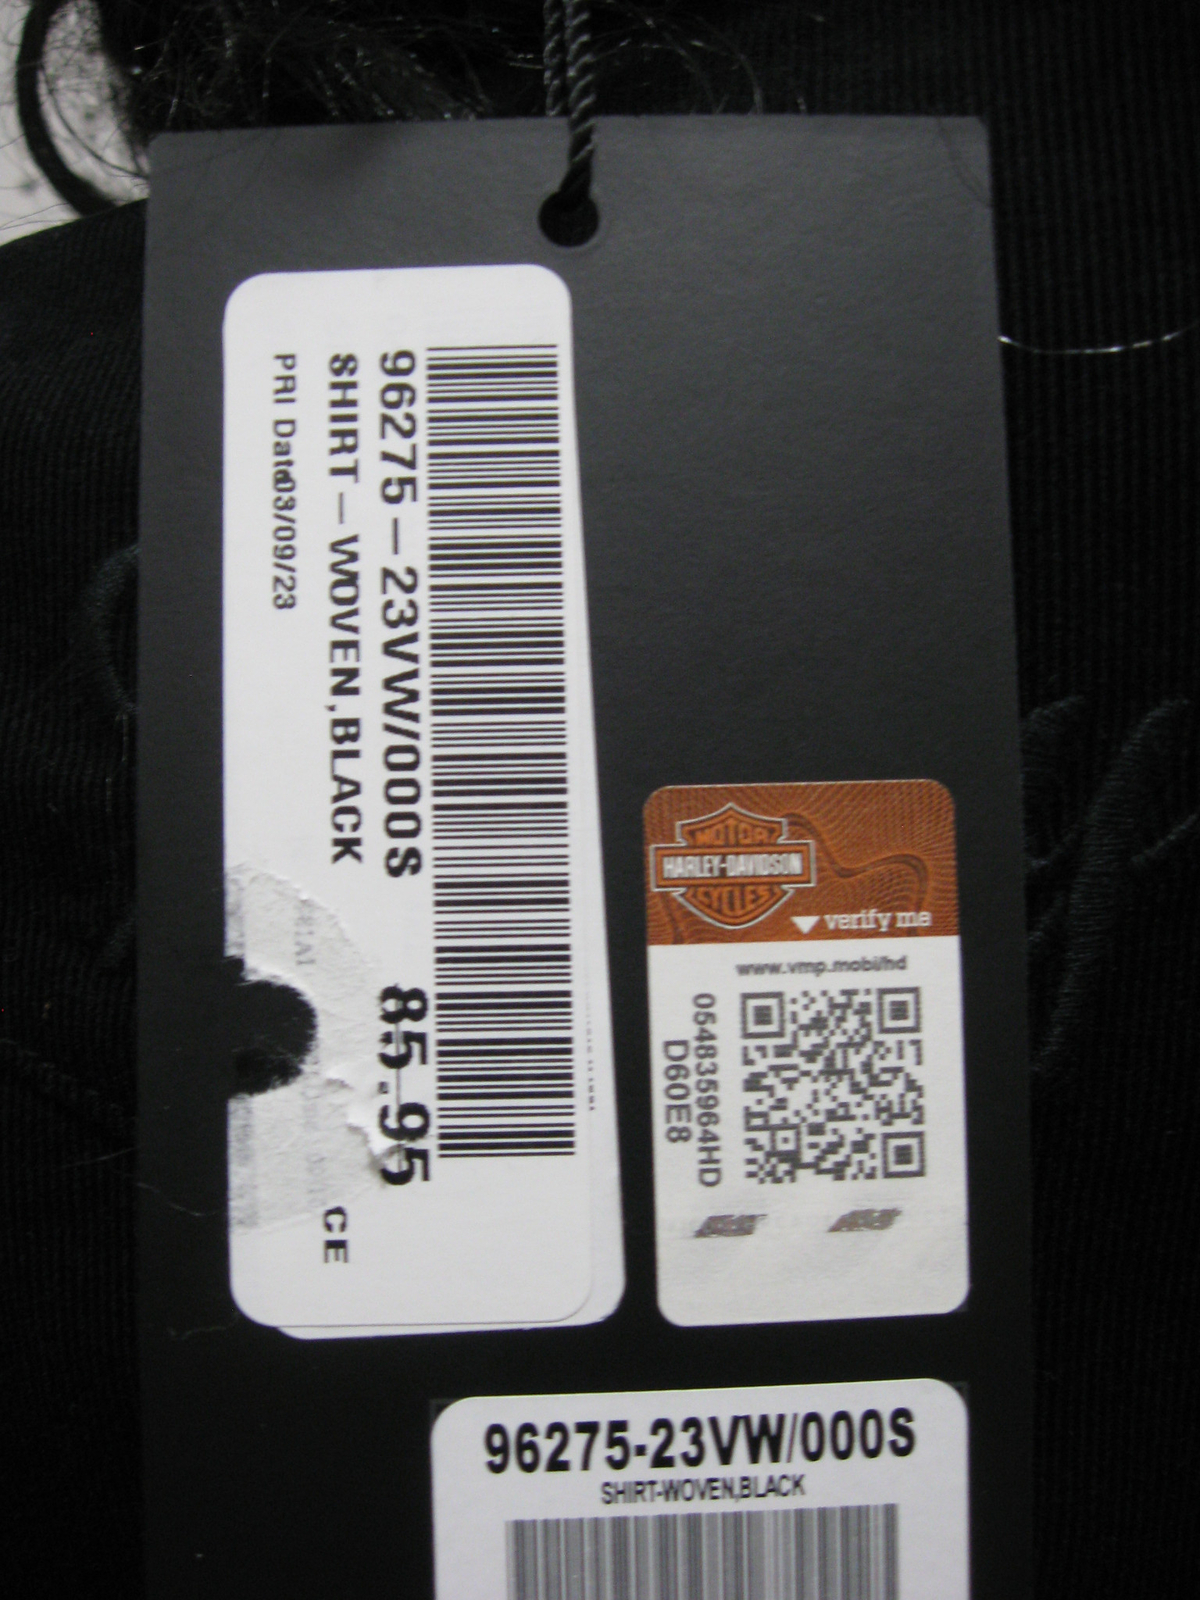 96275-23VW/000S
SHIRT-WOVEN,BLACK
PRI Date03/09/23
85.95
CE
MOTOR
HARLEY-DAVIDSON
CYCLES
verify me
www.vmp.mobi/hd
054835964HD
D60E8
96275-23VW/000S
SHIRT-WOVEN,BLACK